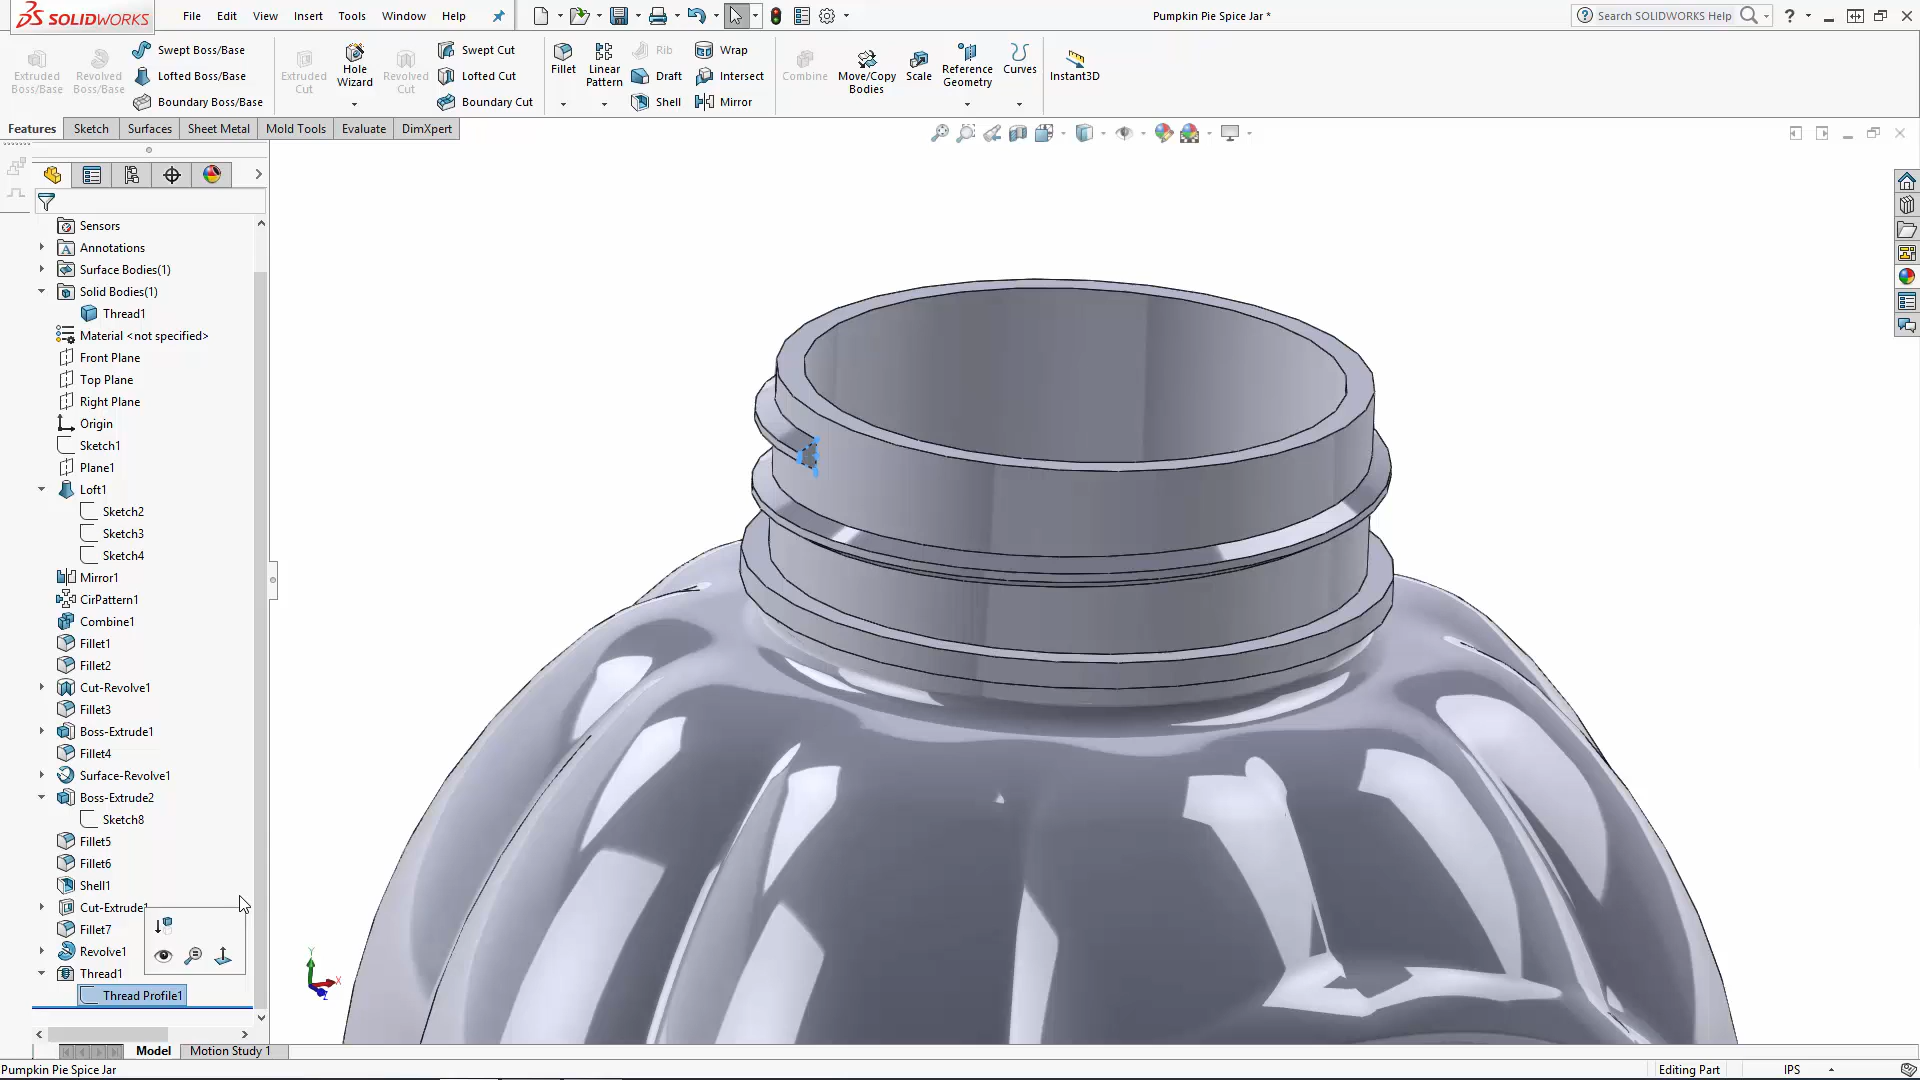 SOLIDWORKS
File Edit View Insert Tools Window Help
Pumpkin Pie Spice Jar *
Search SOLIDWORKS Help
Extruded Boss/Base
Revolved Boss/Base
Swept Boss/Base
Lofted Boss/Base
Boundary Boss/Base
Extruded Cut
Hole Wizard
Revolved Cut
Swept Cut
Lofted Cut
Boundary Cut
Fillet
Linear Pattern
Rib
Draft
Shell
Wrap
Intersect
Mirror
Combine
Move/Copy Bodies
Scale
Reference Geometry
Curves
Instant3D
Features Sketch Surfaces Sheet Metal Mold Tools Evaluate DimXpert
Sensors
Annotations
Surface Bodies(1)
Solid Bodies(1)
Thread1
Material <not specified>
Front Plane
Top Plane
Right Plane
Origin
Sketch1
Plane1
Loft1
Sketch2
Sketch3
Sketch4
Mirror1
CirPattern1
Combine1
Fillet1
Fillet2
Cut-Revolve1
Fillet3
Boss-Extrude1
Fillet4
Surface-Revolve1
Boss-Extrude2
Sketch8
Fillet5
Fillet6
Shell1
Cut-Extrude1
Fillet7
Revolve1
Thread1
Thread Profile1
Y
X
Z
Model Motion Study 1
Pumpkin Pie Spice Jar
Editing Part IPS